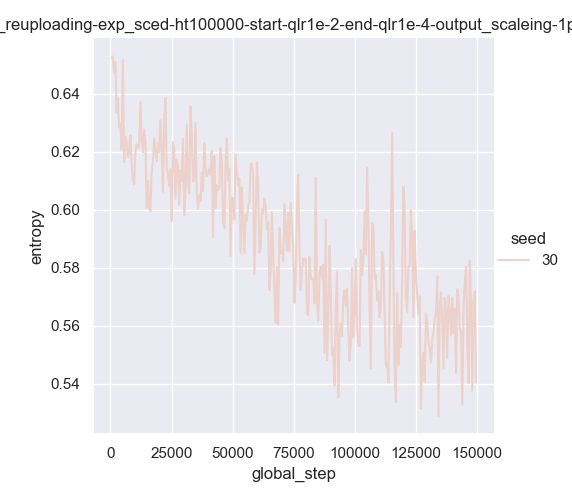 _reuploading-exp_sced-ht100000-start-qlr1e-2-end-qlr1e-4-output_scaleing-1p
0.64
0.62
0.60
0.58
0.56
0.54
entropy
0 25000 50000 75000 100000 125000 150000
global_step
seed
30